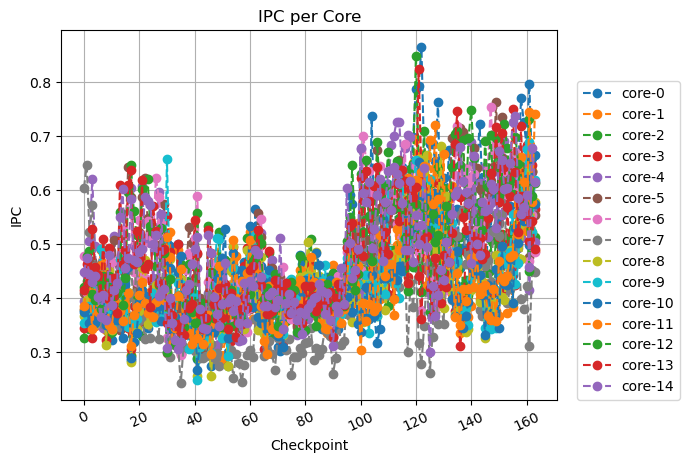 IPC per Core
IPC
0.8
0.7
0.6
0.5
0.4
0.3
0
20
40
60
80
100
120
140
160
Checkpoint
core-0
core-1
core-2
core-3
core-4
core-5
core-6
core-7
core-8
core-9
core-10
core-11
core-12
core-13
core-14